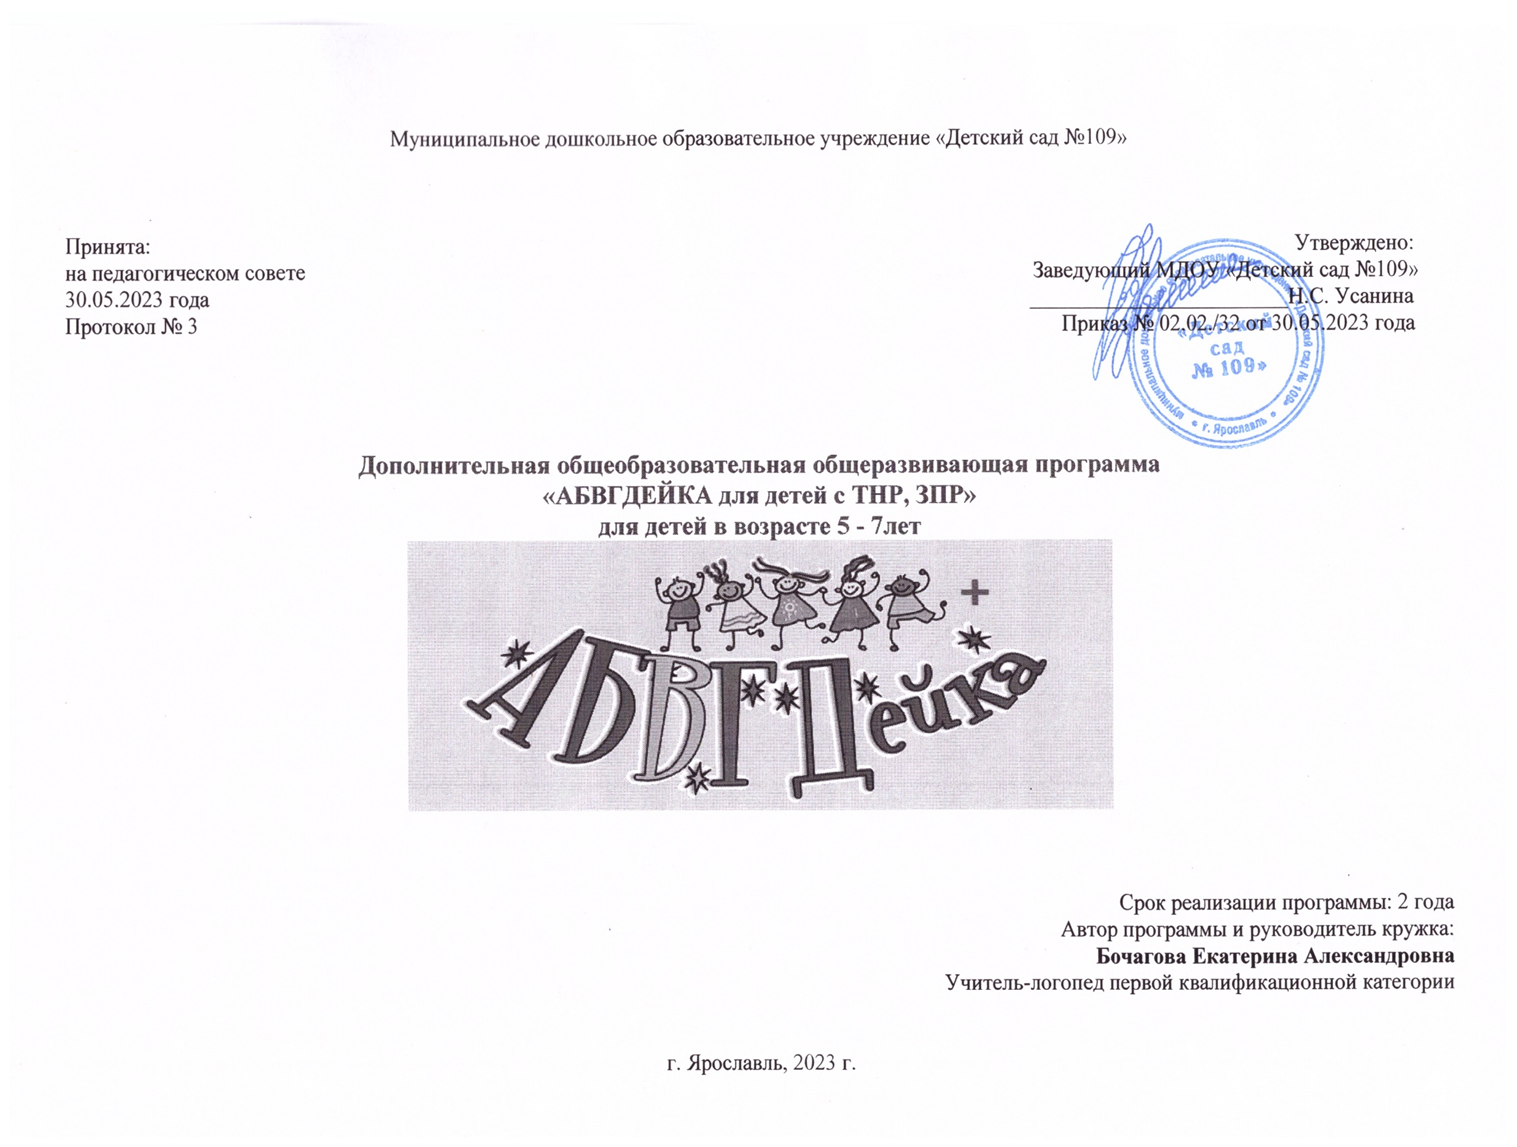 Муниципальное дошкольное образовательное учреждение «Детский сад №109»
Принята:
на педагогическом совете
30.05.2023 года
Протокол № 3
Утверждено:
Заведующий МДОУ «Детский сад №109»
Н.С. Усанина
Приказ № 02.02./32 от 30.05.2023 года
«Детский
сад
№ 109»
г. Ярославль
Дополнительная общеобразовательная общеразвивающая программа
«АБВГДЕЙКА для детей с ТНР, ЗПР»
для детей в возрасте 5 - 7лет
АБВГДейка
+
Срок реализации программы: 2 года
Автор программы и руководитель кружка:
Бочагова Екатерина Александровна
Учитель-логопед первой квалификационной категории
г. Ярославль, 2023 г.